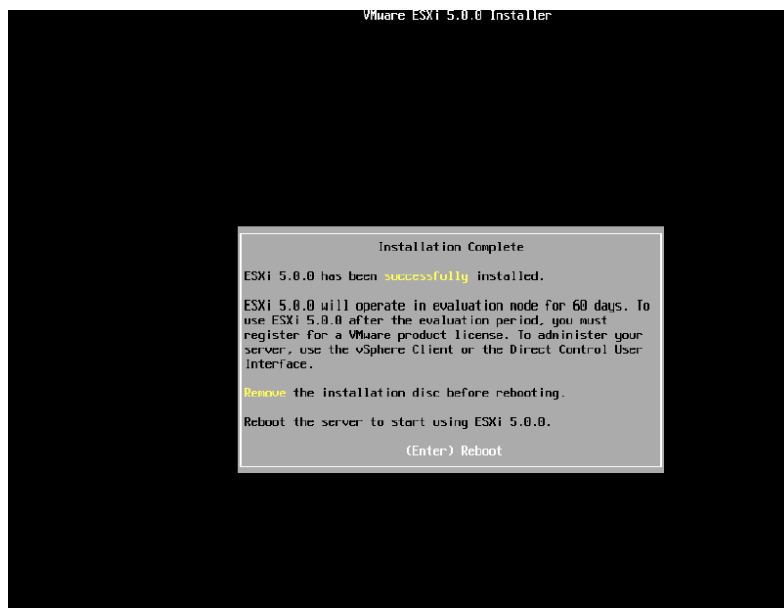 VMware ESXi 5.0.0 Installer
Installation Complete
ESXi 5.0.0 has been successfully installed.
ESXi 5.0.0 will operate in evaluation mode for 60 days. To
use ESXi 5.0.0 after the evaluation period, you must
register for a VMware product license. To administer your
server, use the vSphere Client or the Direct Control User
Interface.
Remove the installation disc before rebooting.
Reboot the server to start using ESXi 5.0.0.
(Enter) Reboot